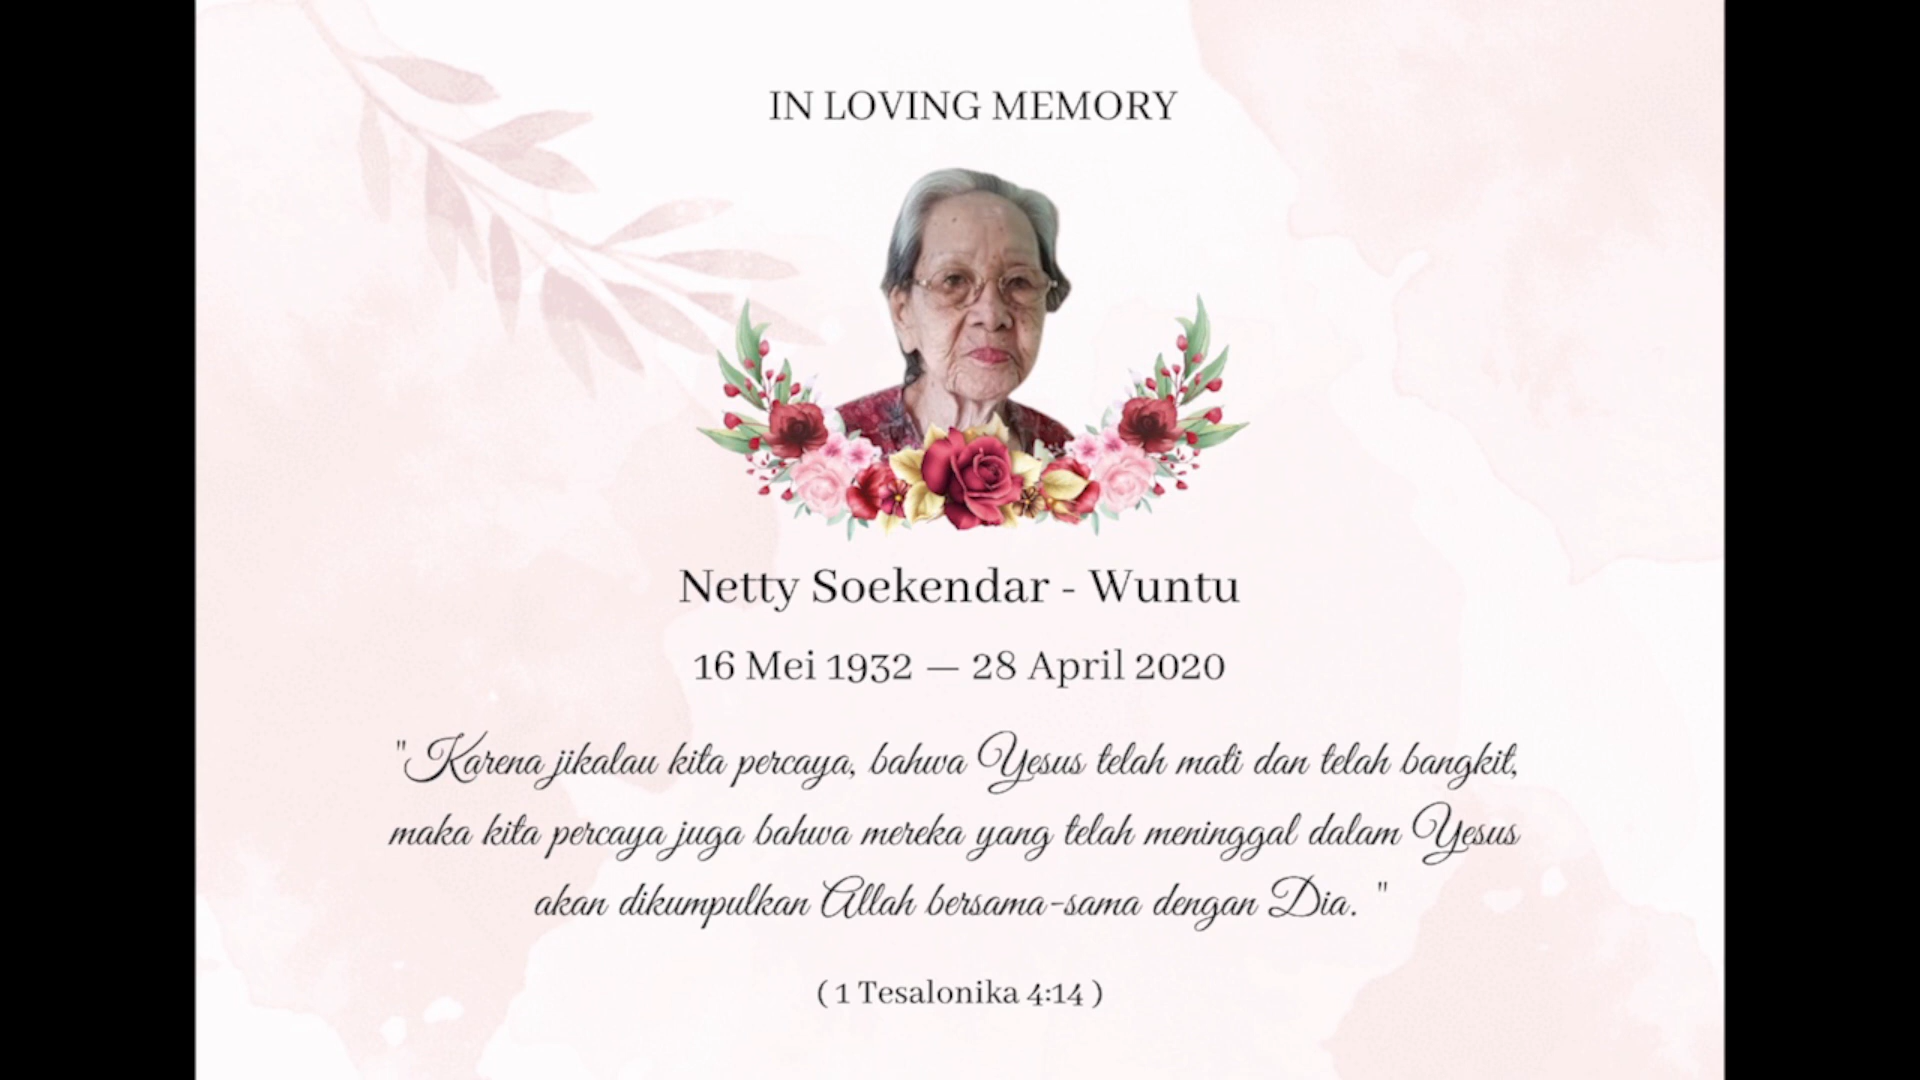 IN LOVING MEMORY
Netty Soekendar - Wuntu
16 Mei 1932 — 28 April 2020
" Karena jikalau kita percaya, bahwa Yesus telah mati dan telah bangkit,
maka kita percaya juga bahwa mereka yang telah meninggal dalam Yesus
akan dikumpulkan Allah bersama-sama dengan Dia. "
( 1 Tesalonika 4:14 )